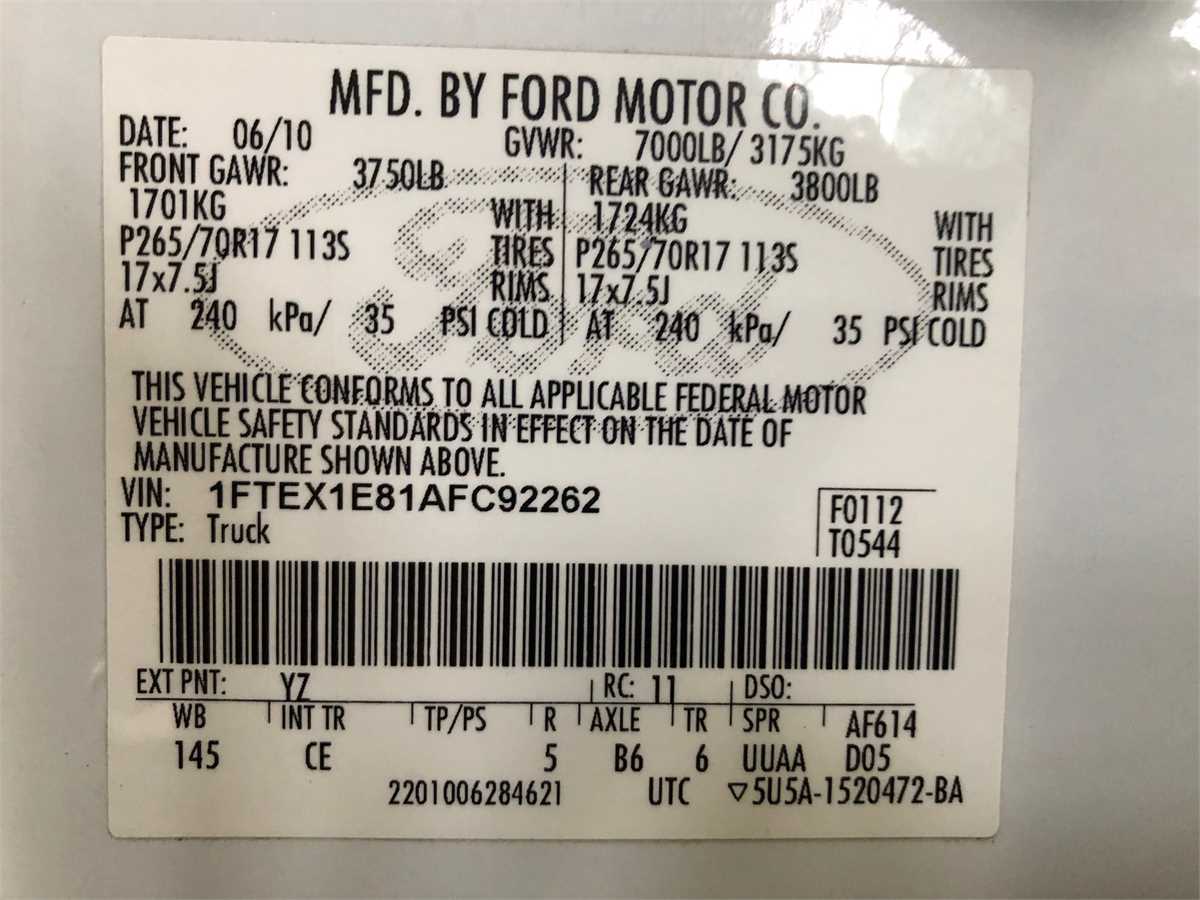 MFD. BY FORD MOTOR CO.
DATE: 06/10 GVWR: 7000LB/ 3175KG
FRONT GAWR: 3750LB REAR GAWR: 3800LB
1701KG WITH 1724KG WITH
P265/70R17 113S TIRES P265/70R17 113S TIRES
17x7.5J RIMS 17x7.5J RIMS
AT 240 kPa/ 35 PSI COLD AT 240 kPa/ 35 PSI COLD
Ford
THIS VEHICLE CONFORMS TO ALL APPLICABLE FEDERAL MOTOR
VEHICLE SAFETY STANDARDS IN EFFECT ON THE DATE OF
MANUFACTURE SHOWN ABOVE.
VIN: 1FTEX1E81AFC92262 F0112
TYPE: Truck T0544
EXT PNT: YZ RC: 11 DSO:
WB INT TR TP/PS R AXLE TR SPR AF614
145 CE 5 B6 6 UUAA D05
2201006284621 UTC ▽5U5A-1520472-BA